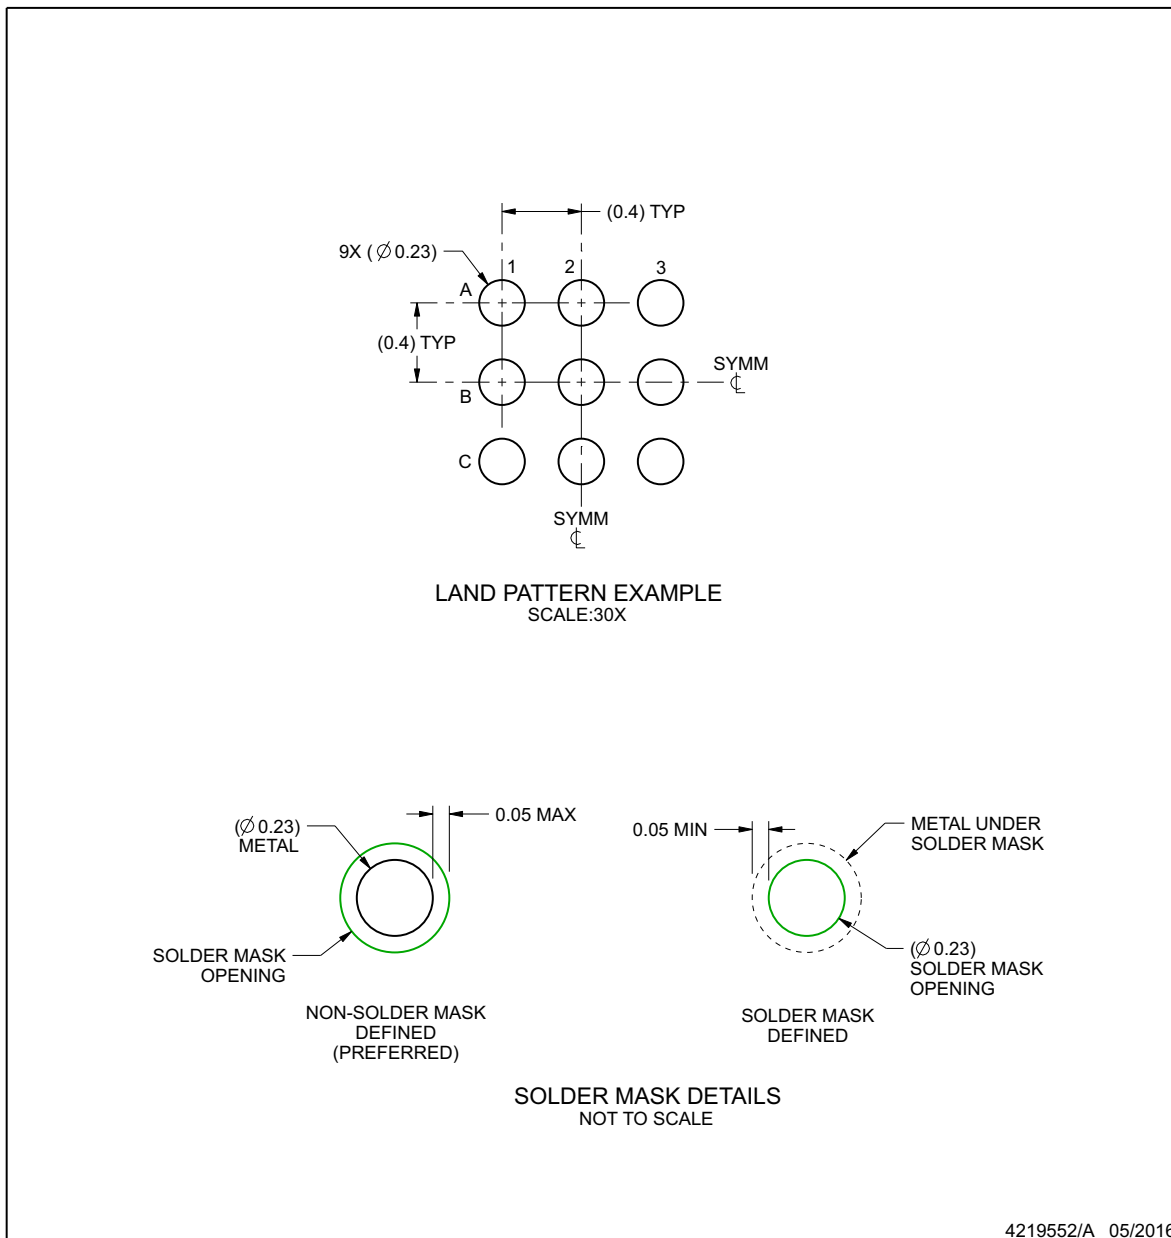 (0.4) TYP
9X (∅0.23)
1
2
3
A
(0.4) TYP
SYMM
℄
B
C
SYMM
℄
LAND PATTERN EXAMPLE
SCALE:30X
(∅0.23)
METAL
0.05 MAX
SOLDER MASK
OPENING
NON-SOLDER MASK
DEFINED
(PREFERRED)
0.05 MIN
METAL UNDER
SOLDER MASK
(∅0.23)
SOLDER MASK
OPENING
SOLDER MASK
DEFINED
SOLDER MASK DETAILS
NOT TO SCALE
4219552/A 05/2016